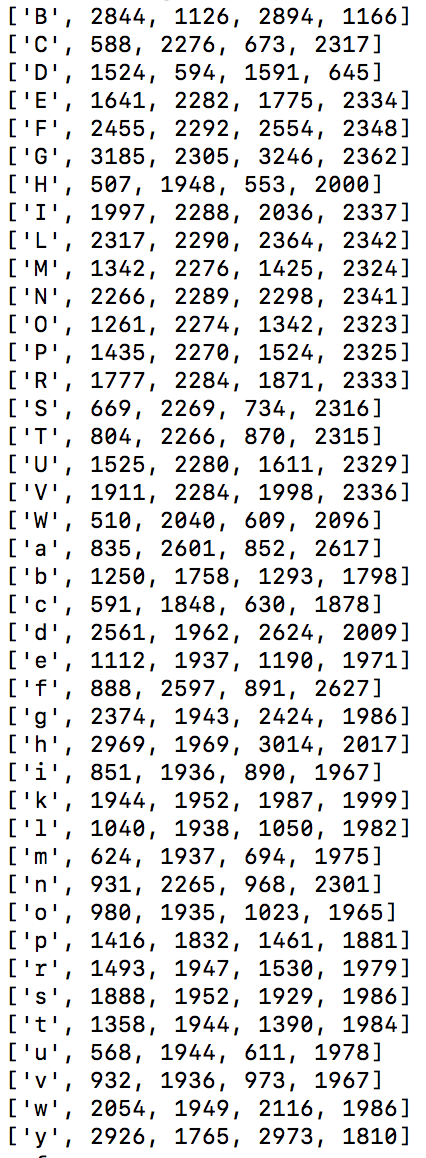 ['B', 2844, 1126, 2894, 1166]
['C', 588, 2276, 673, 2317]
['D', 1524, 594, 1591, 645]
['E', 1641, 2282, 1775, 2334]
['F', 2455, 2292, 2554, 2348]
['G', 3185, 2305, 3246, 2362]
['H', 507, 1948, 553, 2000]
['I', 1997, 2288, 2036, 2337]
['L', 2317, 2290, 2364, 2342]
['M', 1342, 2276, 1425, 2324]
['N', 2266, 2289, 2298, 2341]
['O', 1261, 2274, 1342, 2323]
['P', 1435, 2270, 1524, 2325]
['R', 1777, 2284, 1871, 2333]
['S', 669, 2269, 734, 2316]
['T', 804, 2266, 870, 2315]
['U', 1525, 2280, 1611, 2329]
['V', 1911, 2284, 1998, 2336]
['W', 510, 2040, 609, 2096]
['a', 835, 2601, 852, 2617]
['b', 1250, 1758, 1293, 1798]
['c', 591, 1848, 630, 1878]
['d', 2561, 1962, 2624, 2009]
['e', 1112, 1937, 1190, 1971]
['f', 888, 2597, 891, 2627]
['g', 2374, 1943, 2424, 1986]
['h', 2969, 1969, 3014, 2017]
['i', 851, 1936, 890, 1967]
['k', 1944, 1952, 1987, 1999]
['l', 1040, 1938, 1050, 1982]
['m', 624, 1937, 694, 1975]
['n', 931, 2265, 968, 2301]
['o', 980, 1935, 1023, 1965]
['p', 1416, 1832, 1461, 1881]
['r', 1493, 1947, 1530, 1979]
['s', 1888, 1952, 1929, 1986]
['t', 1358, 1944, 1390, 1984]
['u', 568, 1944, 611, 1978]
['v', 932, 1936, 973, 1967]
['w', 2054, 1949, 2116, 1986]
['y', 2926, 1765, 2973, 1810]